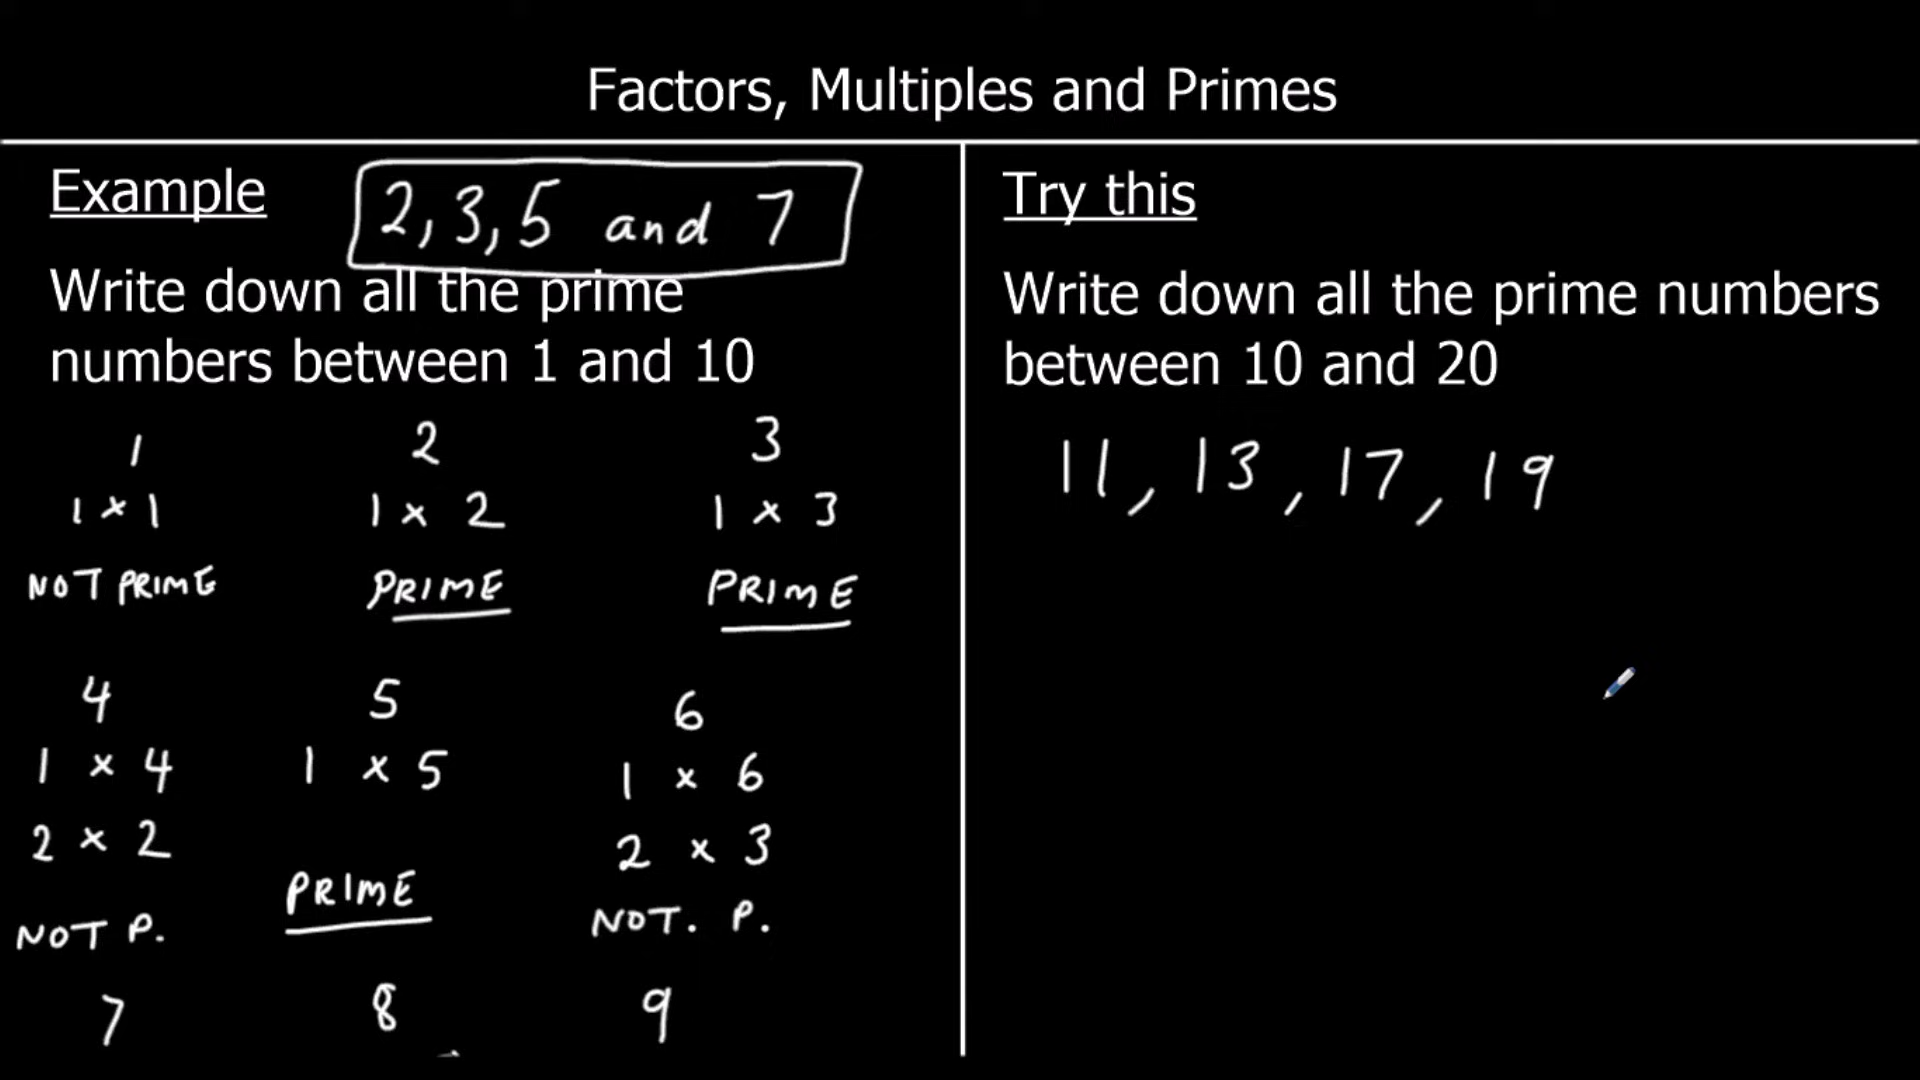 Factors, Multiples and Primes
Example
2, 3, 5 and 7
Write down all the prime
numbers between 1 and 10
1 2 3
1 × 1 1 × 2 1 × 3
NOT PRIME PRIME PRIME
4 5 6
1 × 4 1 × 5 1 × 6
2 × 2 2 × 3
NOT P. PRIME NOT. P.
7 8 9
Try this
Write down all the prime numbers
between 10 and 20
11, 13, 17, 19